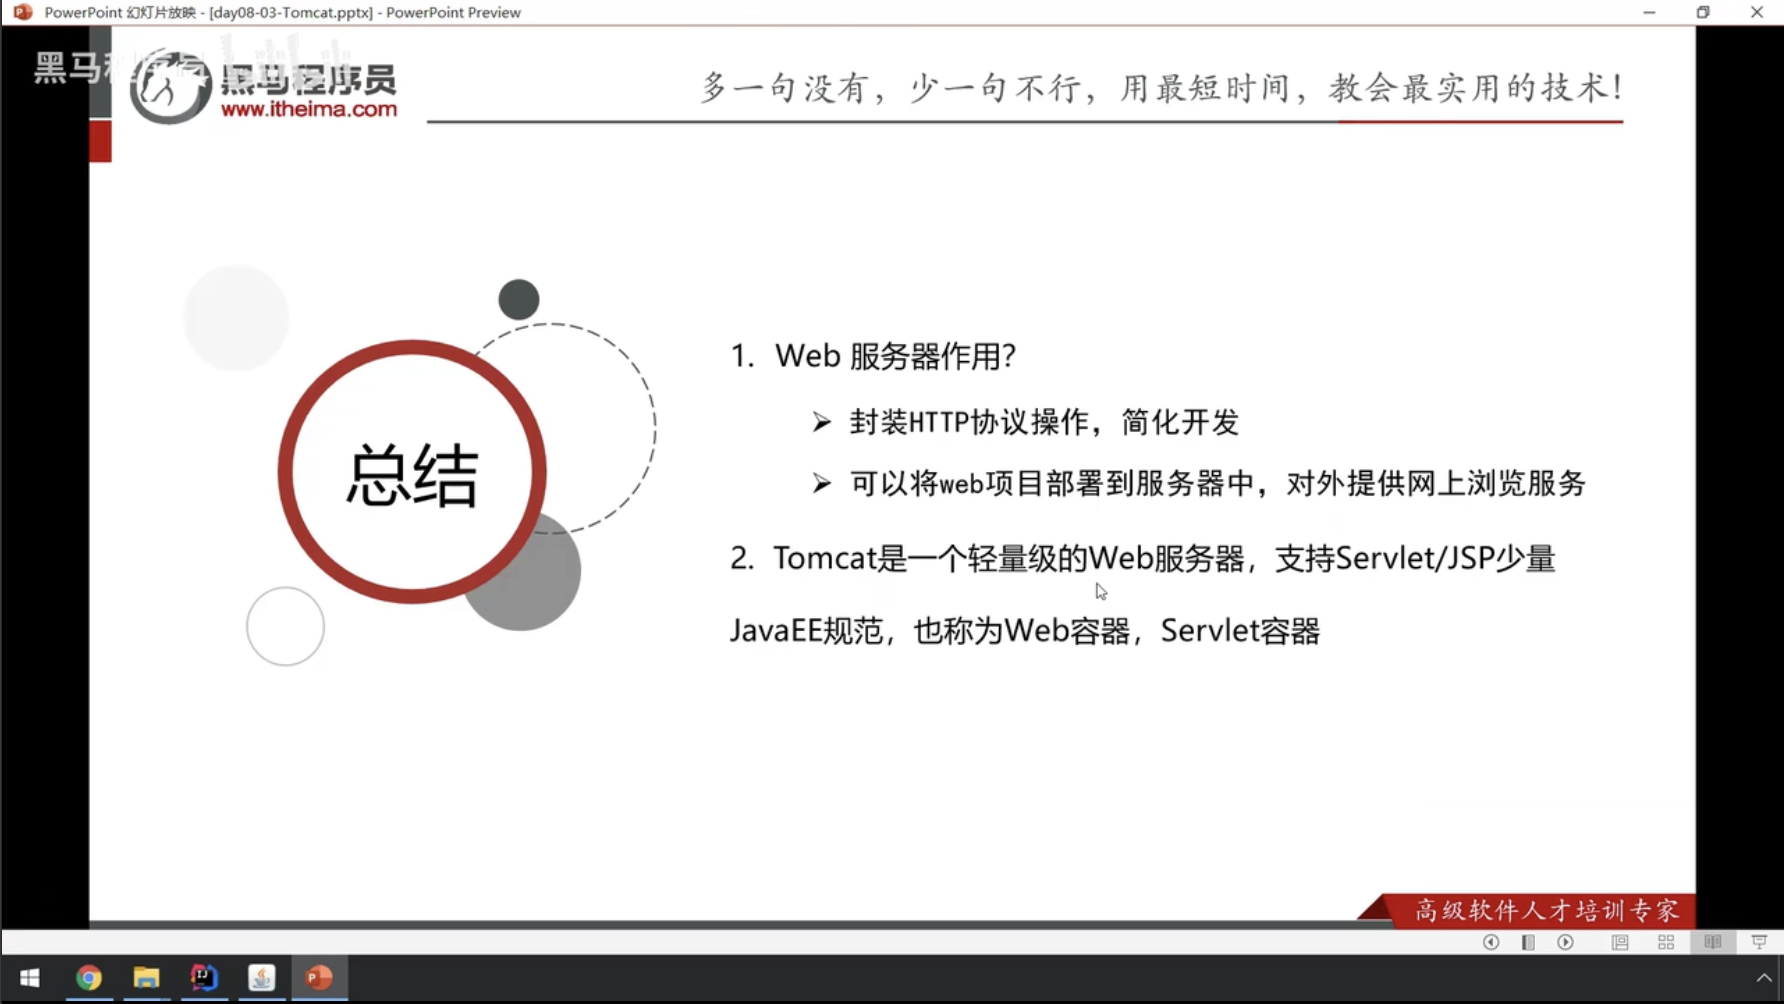 PowerPoint 幻灯片放映 - [day08-03-Tomcat.pptx] - PowerPoint Preview
黑马程序员
黑马程序员
www.itheima.com
多一句没有，少一句不行，用最短时间，教会最实用的技术！
总结
1. Web 服务器作用？
➢ 封装HTTP协议操作，简化开发
➢ 可以将web项目部署到服务器中，对外提供网上浏览服务
2. Tomcat是一个轻量级的Web服务器，支持Servlet/JSP少量
JavaEE规范，也称为Web容器，Servlet容器
高级软件人才培训专家